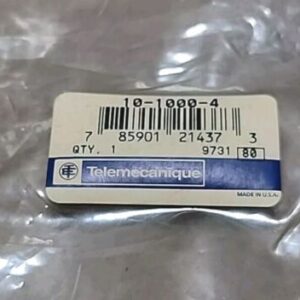 10-1000-4
7 85901 21437 3
QTY. 1 9731 80
Telemecanique
MADE IN U.S.A.